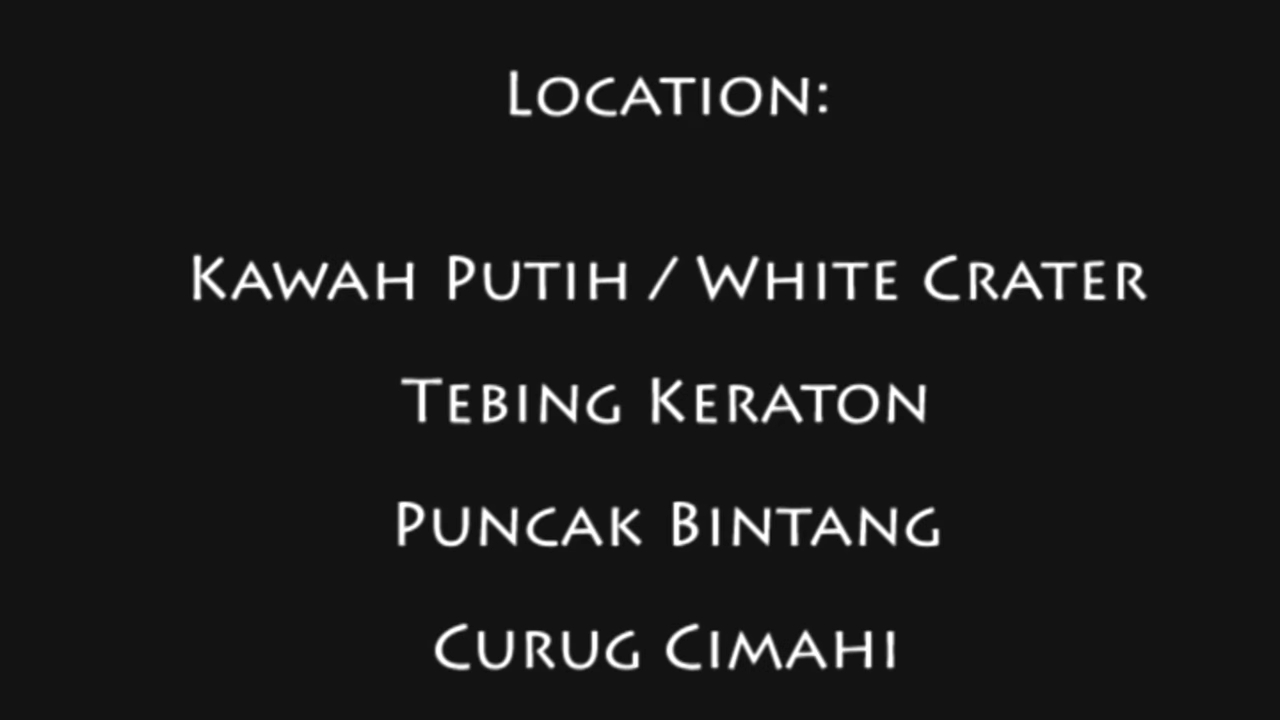 Location:
Kawah Putih / White Crater
Tebing Keraton
Puncak Bintang
Curug Cimahi